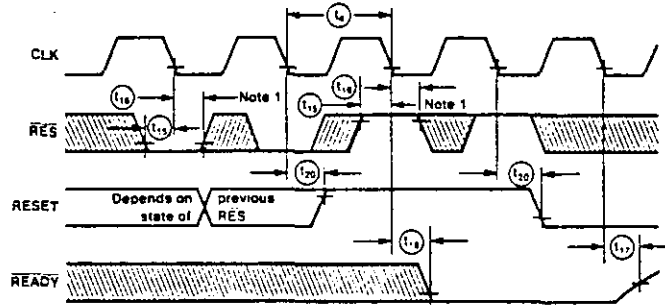 t₆
CLK
t₁₆
t₁₆
Note 1
t₁₅
Note 1
t₁₅
RES
t₂₀
t₂₀
RESET
Depends on previous
state of RES
t₁₈
t₁₇
READY